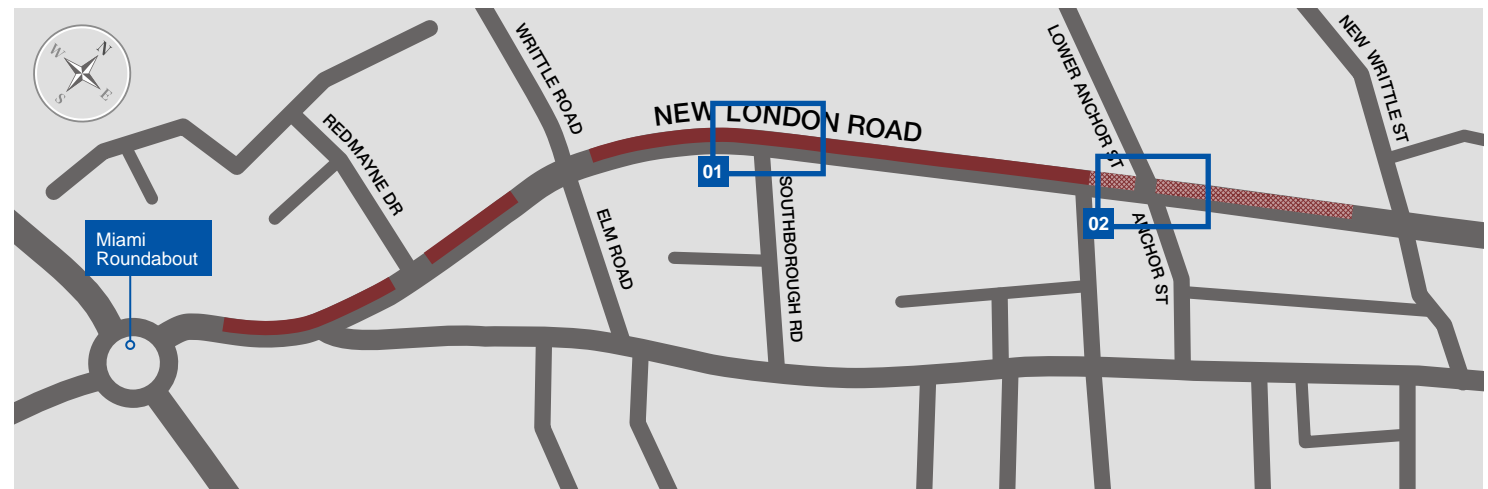 N
W
E
S
WRITTLE ROAD
NEW LONDON ROAD
LOWER ANCHOR ST
NEW WRITTLE ST
REDMAYNE DR
01
SOUTHBOROUGH RD
ELM ROAD
02
ANCHOR ST
Miami
Roundabout